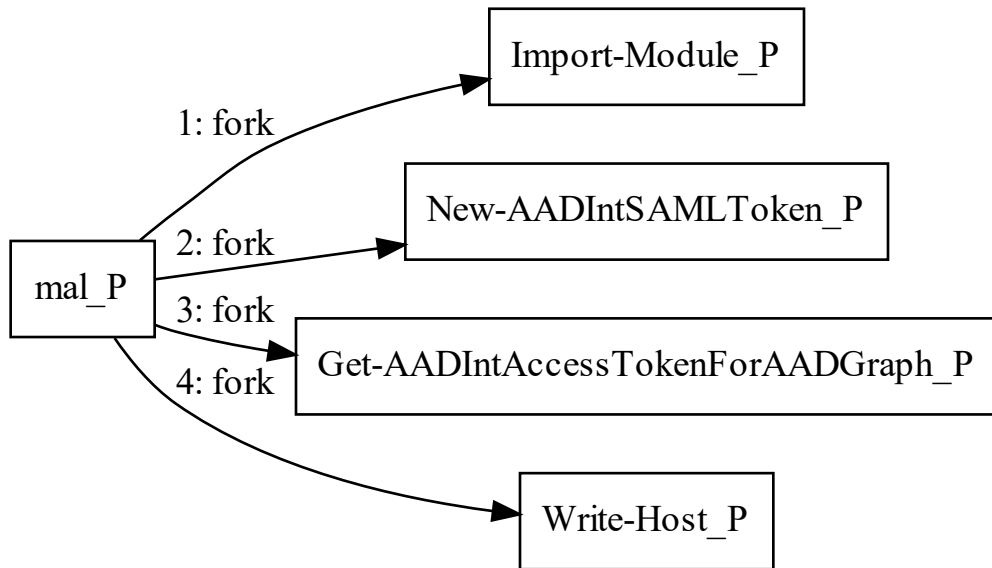 Import-Module_P
1: fork
New-AADIntSAMLToken_P
2: fork
mal_P
3: fork
Get-AADIntAccessTokenForAADGraph_P
4: fork
Write-Host_P